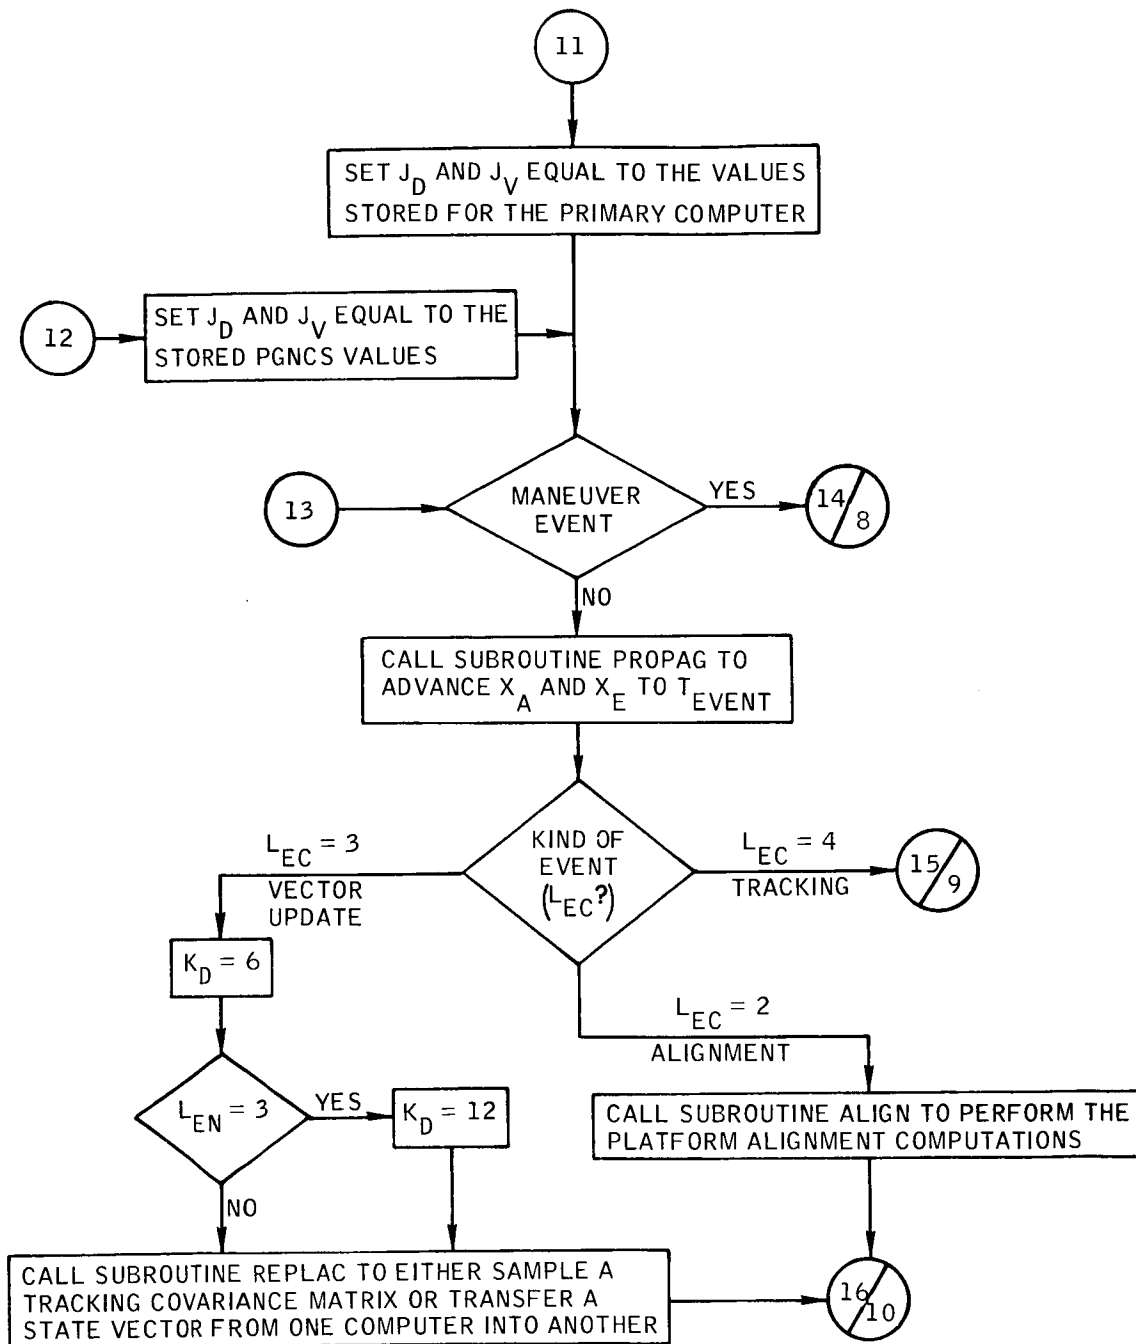 11
SET J_D AND J_V EQUAL TO THE VALUES
STORED FOR THE PRIMARY COMPUTER
12
SET J_D AND J_V EQUAL TO THE
STORED PGNCS VALUES
13
MANEUVER
EVENT
YES
14/8
NO
CALL SUBROUTINE PROPAG TO
ADVANCE X_A AND X_E TO T_EVENT
KIND OF
EVENT
(L_EC?)
L_EC = 3
VECTOR
UPDATE
L_EC = 4
TRACKING
15/9
K_D = 6
L_EC = 2
ALIGNMENT
L_EN = 3
YES
K_D = 12
CALL SUBROUTINE ALIGN TO PERFORM THE
PLATFORM ALIGNMENT COMPUTATIONS
NO
CALL SUBROUTINE REPLAC TO EITHER SAMPLE A
TRACKING COVARIANCE MATRIX OR TRANSFER A
STATE VECTOR FROM ONE COMPUTER INTO ANOTHER
16/10